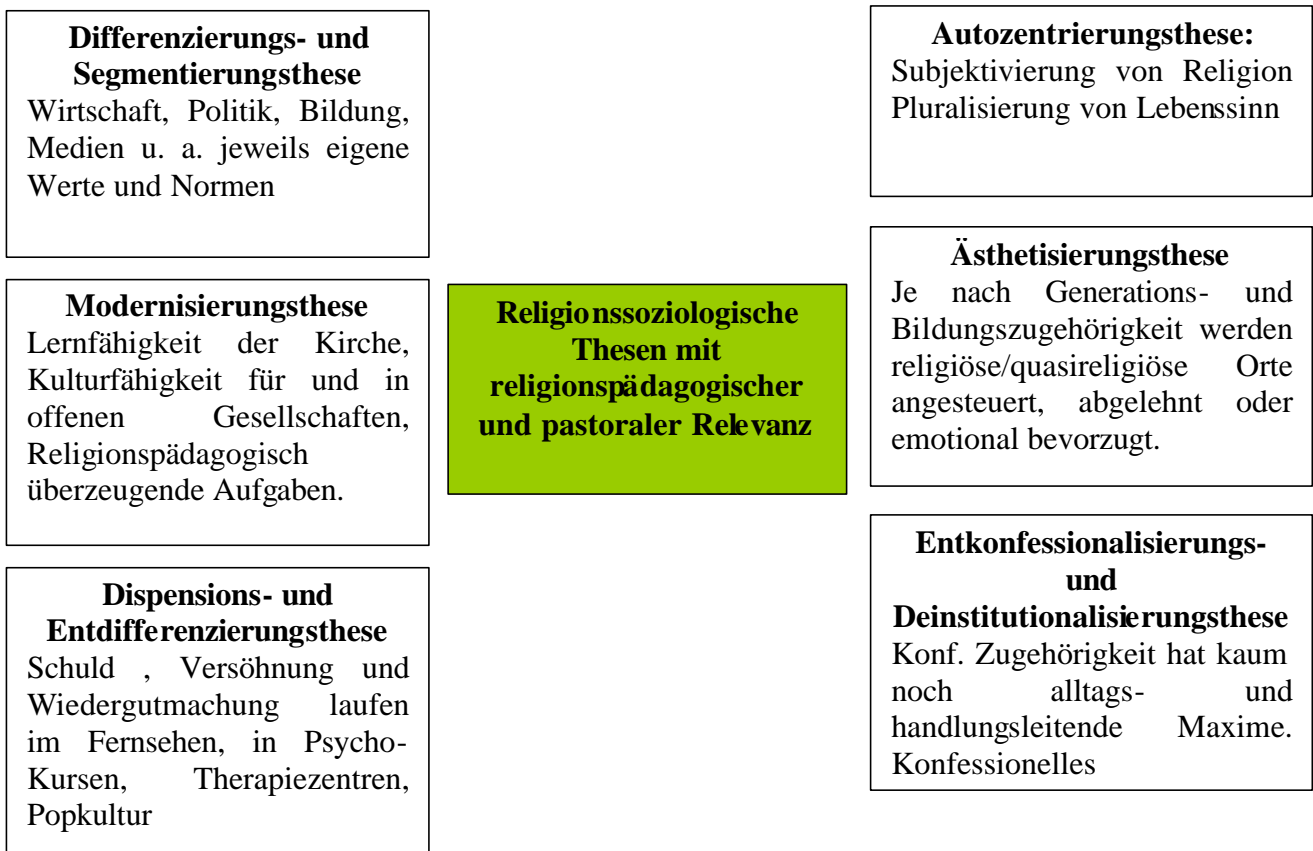 Differenzierungs- und
Segmentierungsthese
Wirtschaft, Politik, Bildung,
Medien u. a. jeweils eigene
Werte und Normen
Modernisierungsthese
Lernfähigkeit der Kirche,
Kulturfähigkeit für und in
offenen Gesellschaften,
Religionspädagogisch
überzeugende Aufgaben.
Dispensions- und
Entdifferenzierungsthese
Schuld , Versöhnung und
Wiedergutmachung laufen
im Fernsehen, in Psycho-
Kursen, Therapiezentren,
Popkultur
Religionssoziologische
Thesen mit
religionspädagogischer
und pastoraler Relevanz
Autozentrierungsthese:
Subjektivierung von Religion
Pluralisierung von Lebenssinn
Ästhetisierungsthese
Je nach Generations- und
Bildungszugehörigkeit werden
religiöse/quasireligiöse Orte
angesteuert, abgelehnt oder
emotional bevorzugt.
Entkonfessionalisierungs-
und
Deinstitutionalisierungsthese
Konf. Zugehörigkeit hat kaum
noch alltags- und
handlungsleitende Maxime.
Konfessionelles